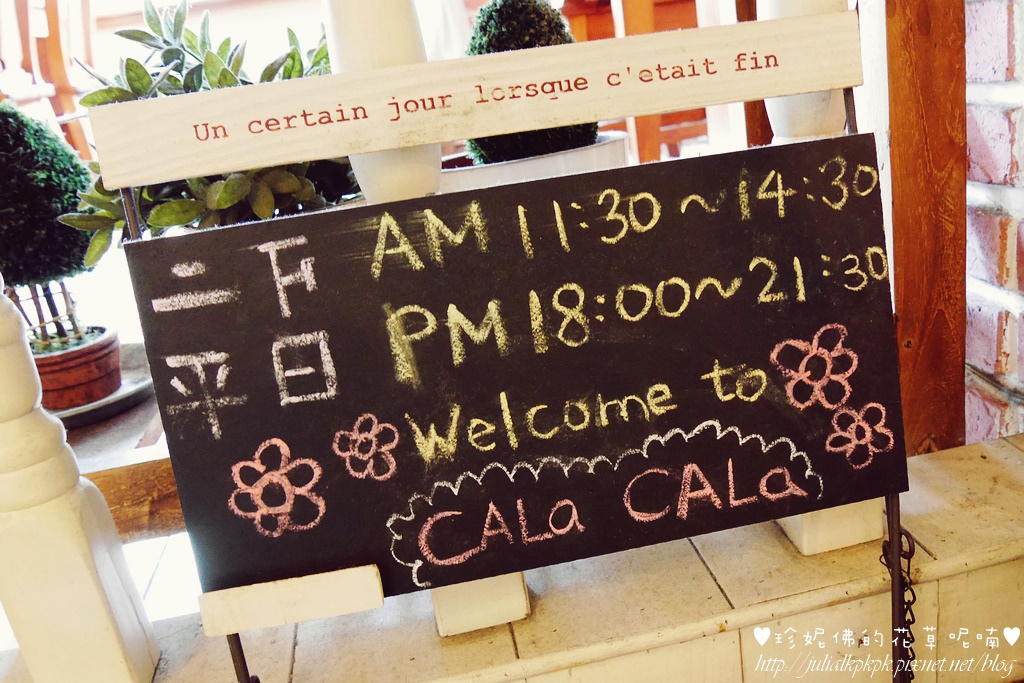 Un certain jour lorsque c'etait fin
AM 11:30～14:30
二
PM 18:00～21:30
平日
Welcome to
CALa CALa
♥珍妮佛的花草呢喃♥
http://julialkpkpk.pixnet.net/blog